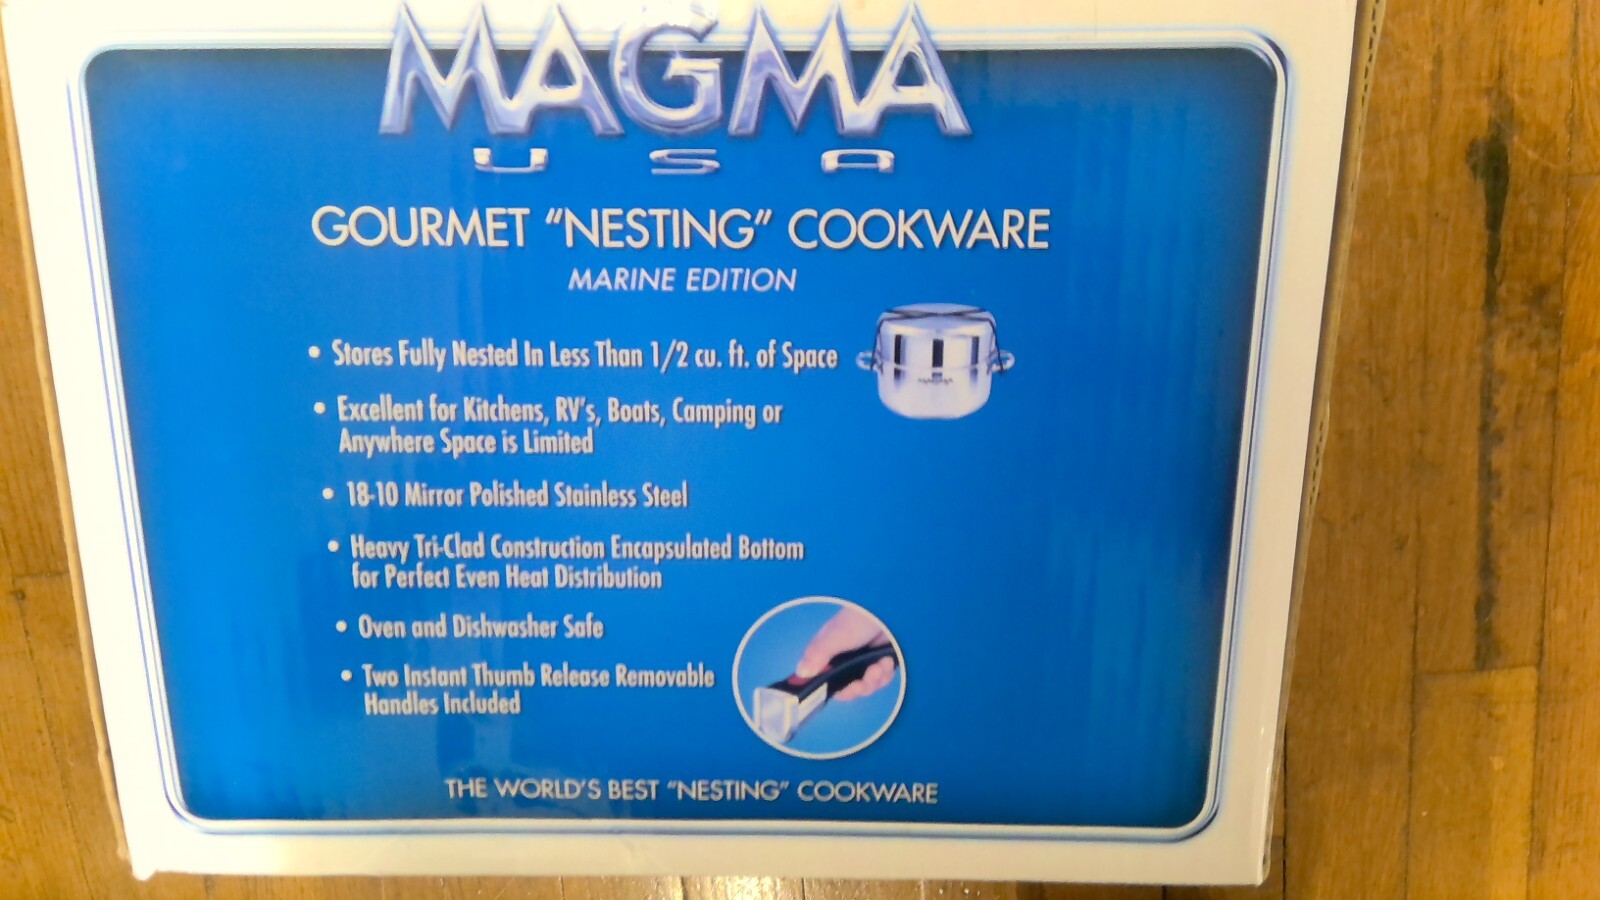 MAGMA
USA
GOURMET "NESTING" COOKWARE
MARINE EDITION
• Stores Fully Nested In Less Than 1/2 cu. ft. of Space
• Excellent for Kitchens, RV's, Boats, Camping or
Anywhere Space is Limited
• 18-10 Mirror Polished Stainless Steel
• Heavy Tri-Clad Construction Encapsulated Bottom
for Perfect Even Heat Distribution
• Oven and Dishwasher Safe
• Two Instant Thumb Release Removable
Handles Included
MAGMA
THE WORLD'S BEST "NESTING" COOKWARE